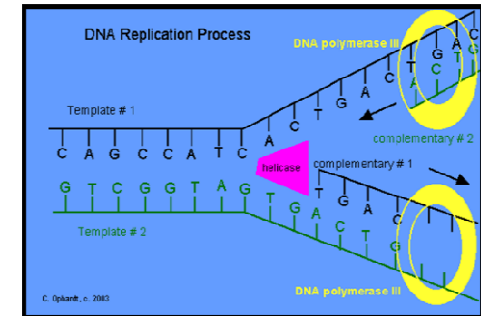 DNA Replication Process
DNA polymerase III
Template # 1
C A G C C A T C A C T G A C T G A C
A C T G
complementary # 2
helicase
complementary # 1
T G A C
G T C G G T A G T G A C T G
Template # 2
DNA polymerase III
C. Ophardt, c. 2003